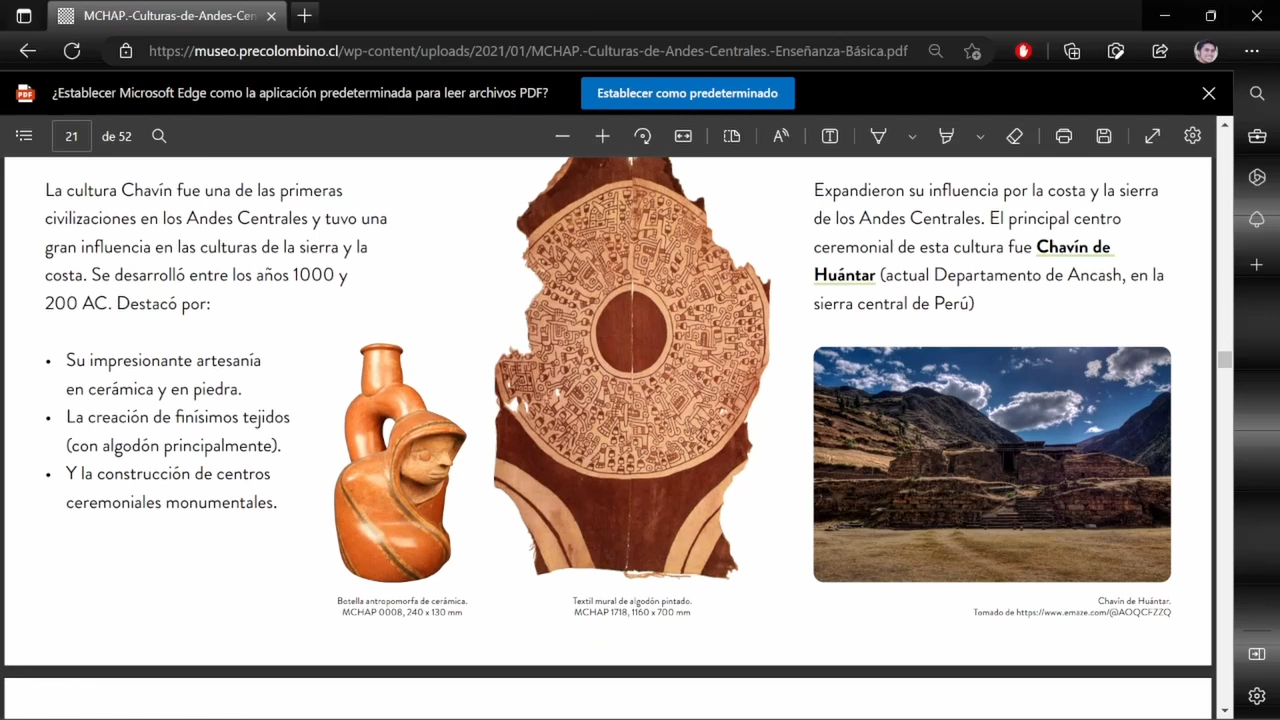 MCHAP.-Culturas-de-Andes-Cen
https://museo.precolombino.cl/wp-content/uploads/2021/01/MCHAP.-Culturas-de-Andes-Centrales.-Enseñanza-Básica.pdf
PDF
¿Establecer Microsoft Edge como la aplicación predeterminada para leer archivos PDF?
Establecer como predeterminado
21
de 52
La cultura Chavín fue una de las primeras
civilizaciones en los Andes Centrales y tuvo una
gran influencia en las culturas de la sierra y la
costa. Se desarrolló entre los años 1000 y
200 AC. Destacó por:
• Su impresionante artesanía
en cerámica y en piedra.
• La creación de finísimos tejidos
(con algodón principalmente).
• Y la construcción de centros
ceremoniales monumentales.
Botella antropomorfa de cerámica.
MCHAP 0008, 240 x 130 mm
Textil mural de algodón pintado.
MCHAP 1718, 1160 x 700 mm
Expandieron su influencia por la costa y la sierra
de los Andes Centrales. El principal centro
ceremonial de esta cultura fue Chavín de
Huántar (actual Departamento de Ancash, en la
sierra central de Perú)
Chavín de Huántar.
Tomado de https://www.emaze.com/@AOQCFZZQ